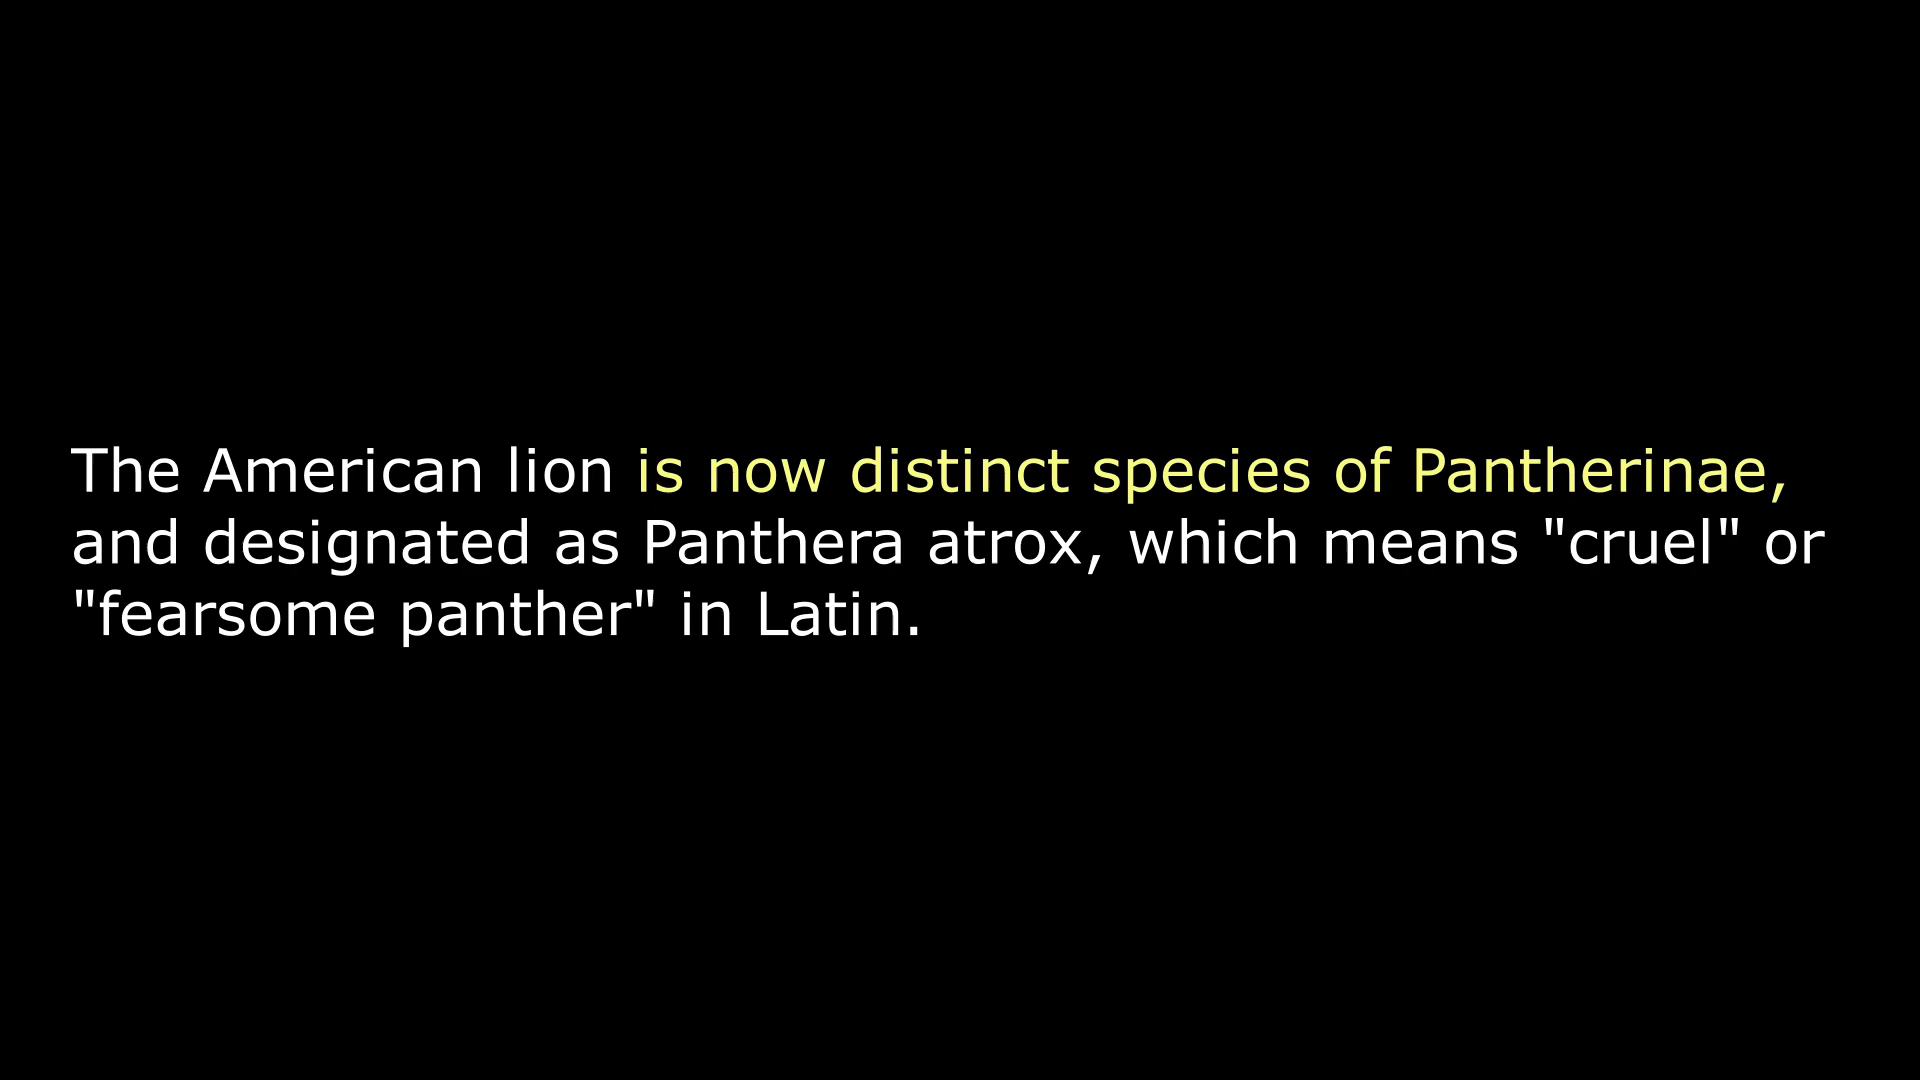 The American lion is now distinct species of Pantherinae,
and designated as Panthera atrox, which means "cruel" or
"fearsome panther" in Latin.